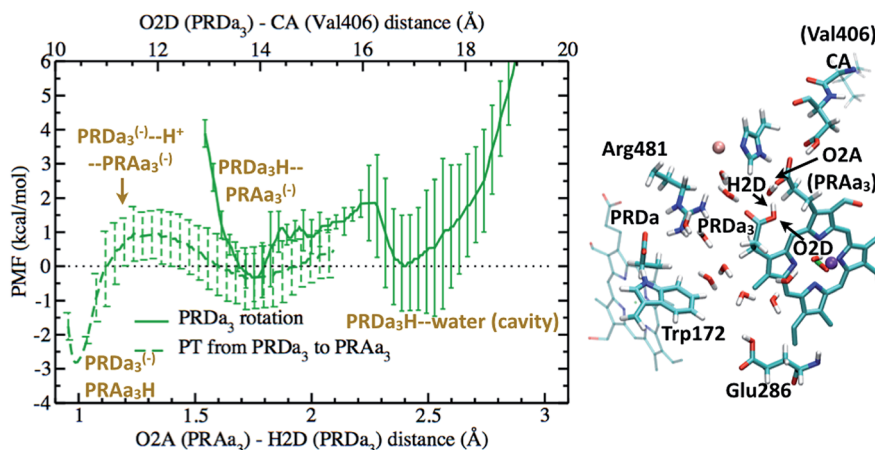 O2D (PRDa3) - CA (Val406) distance (Å)
10 12 14 16 18 20
6
5
4
3
2
1
0
-1
-2
-3
-4
PMF (kcal/mol)
PRDa3(-)--H+
--PRAa3(-)
PRDa3H--
PRAa3(-)
PRDa3 rotation
PRDa3H--water (cavity)
PT from PRDa3 to PRAa3
PRDa3(-)
PRAa3H
1 1.5 2 2.5 3
O2A (PRAa3) - H2D (PRDa3) distance (Å)
(Val406)
CA
Arg481
O2A
H2D
(PRAa3)
PRDa
PRDa3
O2D
Trp172
Glu286